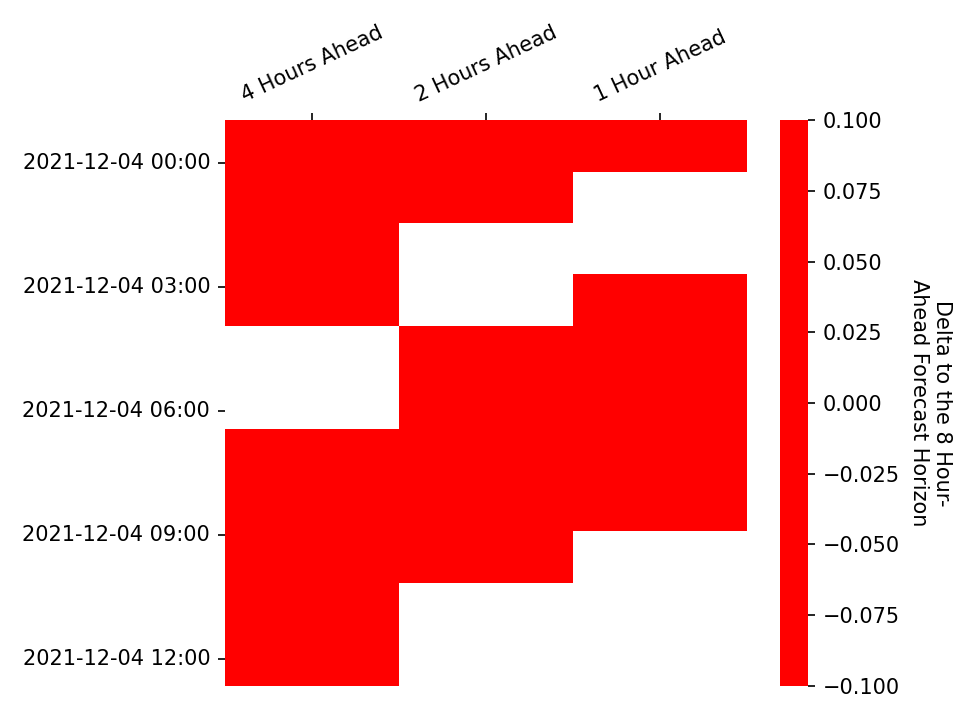 4 Hours Ahead
2 Hours Ahead
1 Hour Ahead
2021-12-04 00:00
2021-12-04 03:00
2021-12-04 06:00
2021-12-04 09:00
2021-12-04 12:00
0.100
0.075
0.050
0.025
0.000
−0.025
−0.050
−0.075
−0.100
Delta to the 8 Hour-
Ahead Forecast Horizon